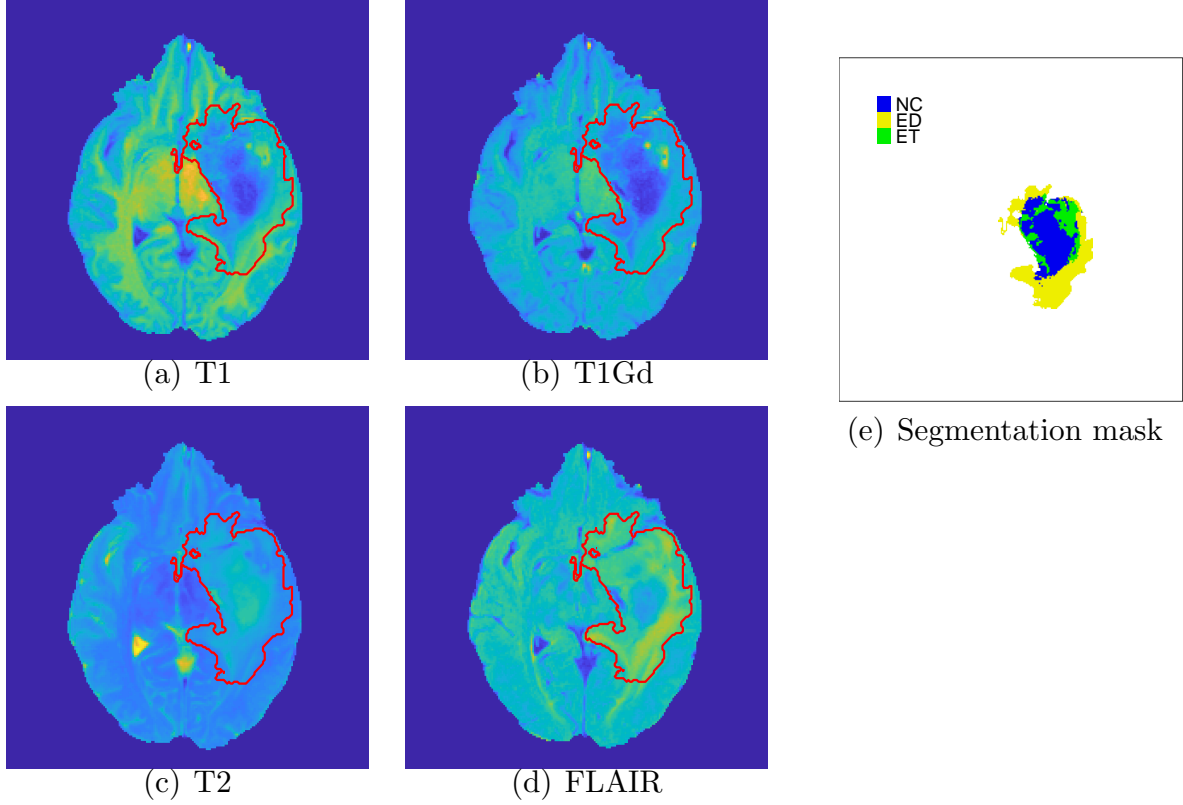 (a) T1
(b) T1Gd
NC
ED
ET
(e) Segmentation mask
(c) T2
(d) FLAIR